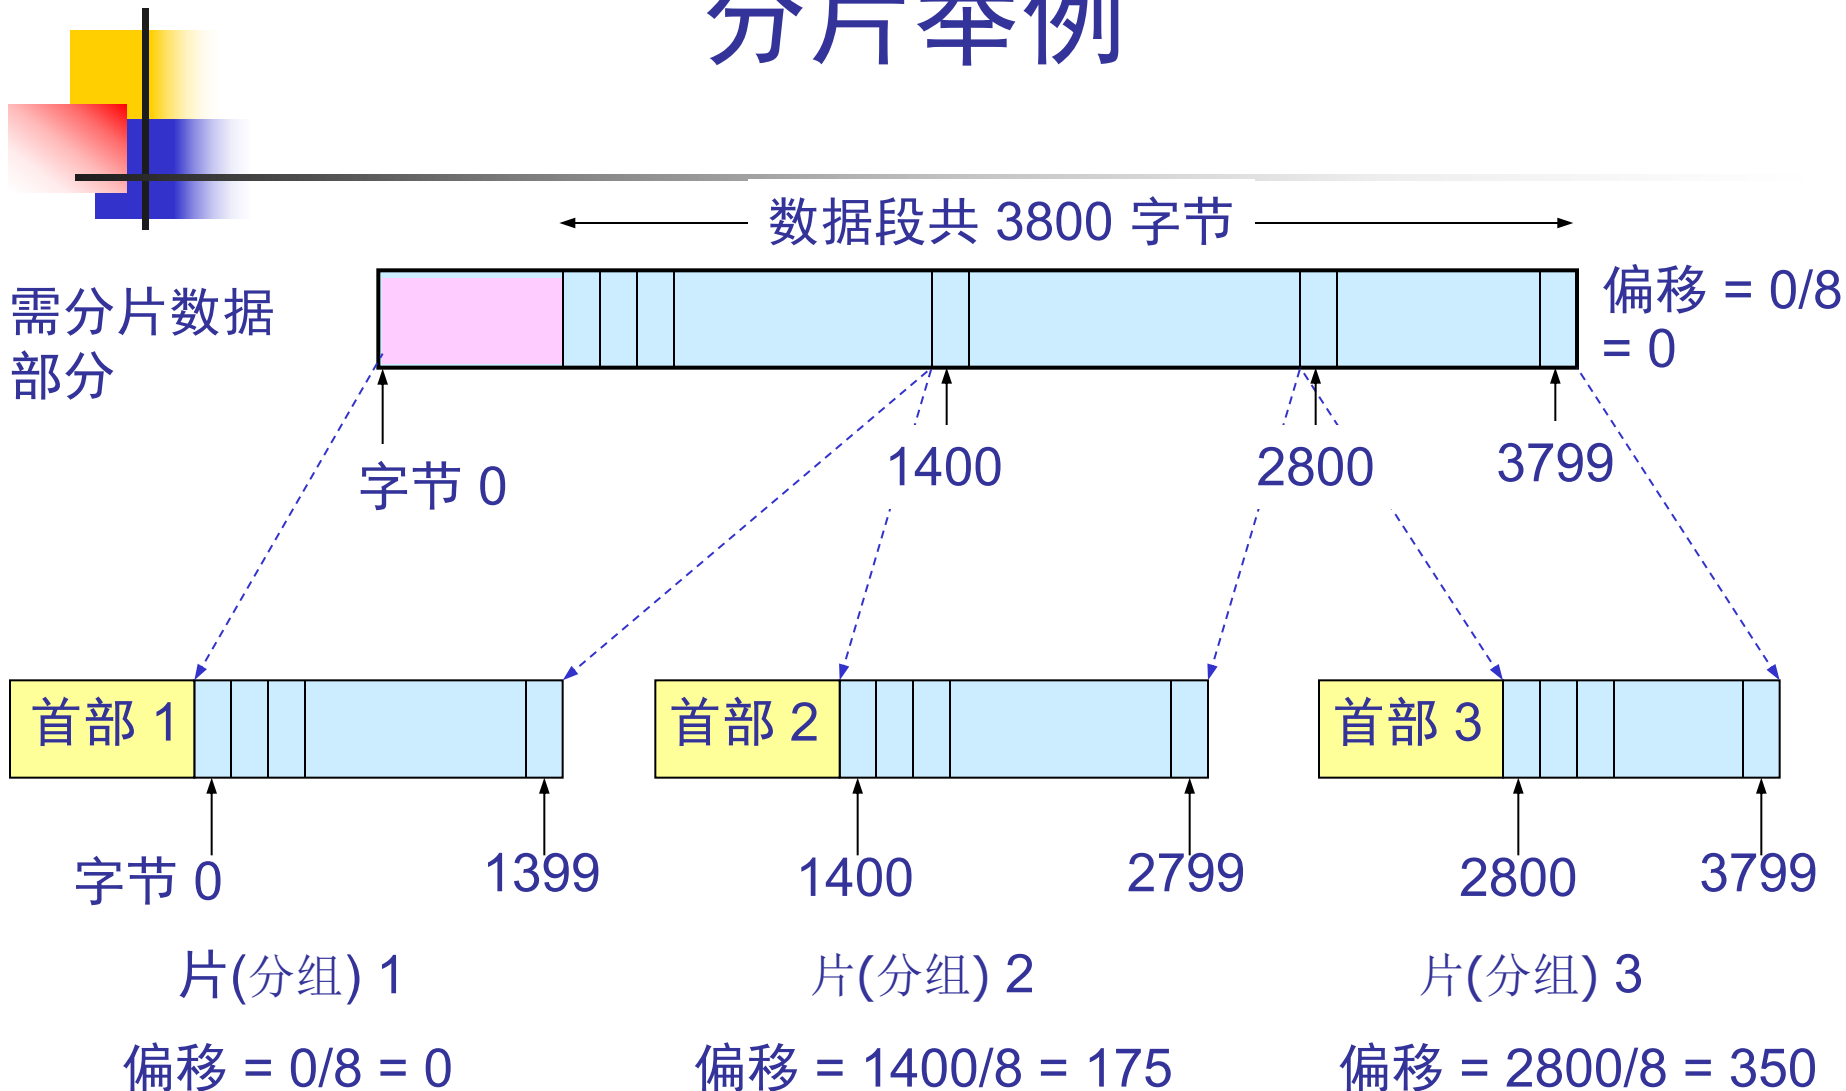 分片举例
数据段共 3800 字节
需分片数据
部分
偏移 = 0/8
= 0
字节 0
1400
2800
3799
首部 1
首部 2
首部 3
字节 0
1399
1400
2799
2800
3799
片(分组) 1
片(分组) 2
片(分组) 3
偏移 = 0/8 = 0
偏移 = 1400/8 = 175
偏移 = 2800/8 = 350